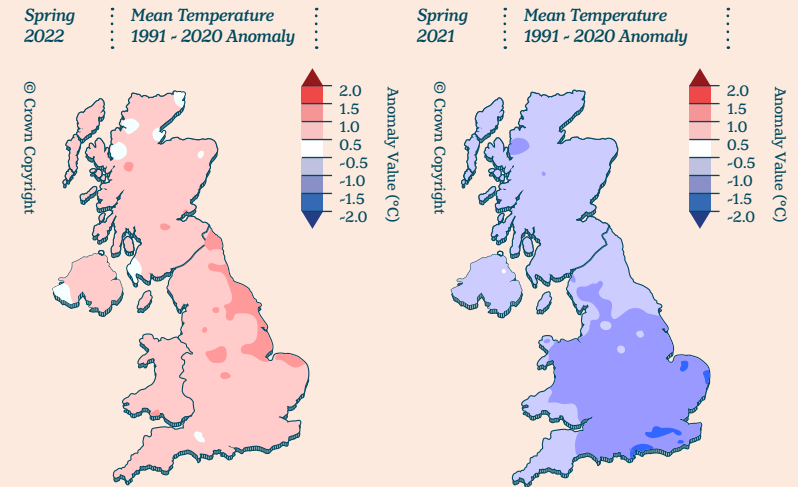 Spring
2022
Mean Temperature
1991 - 2020 Anomaly
© Crown Copyright
2.0
1.5
1.0
0.5
-0.5
-1.0
-1.5
-2.0
Anomaly Value (°C)
Spring
2021
Mean Temperature
1991 - 2020 Anomaly
© Crown Copyright
2.0
1.5
1.0
0.5
-0.5
-1.0
-1.5
-2.0
Anomaly Value (°C)